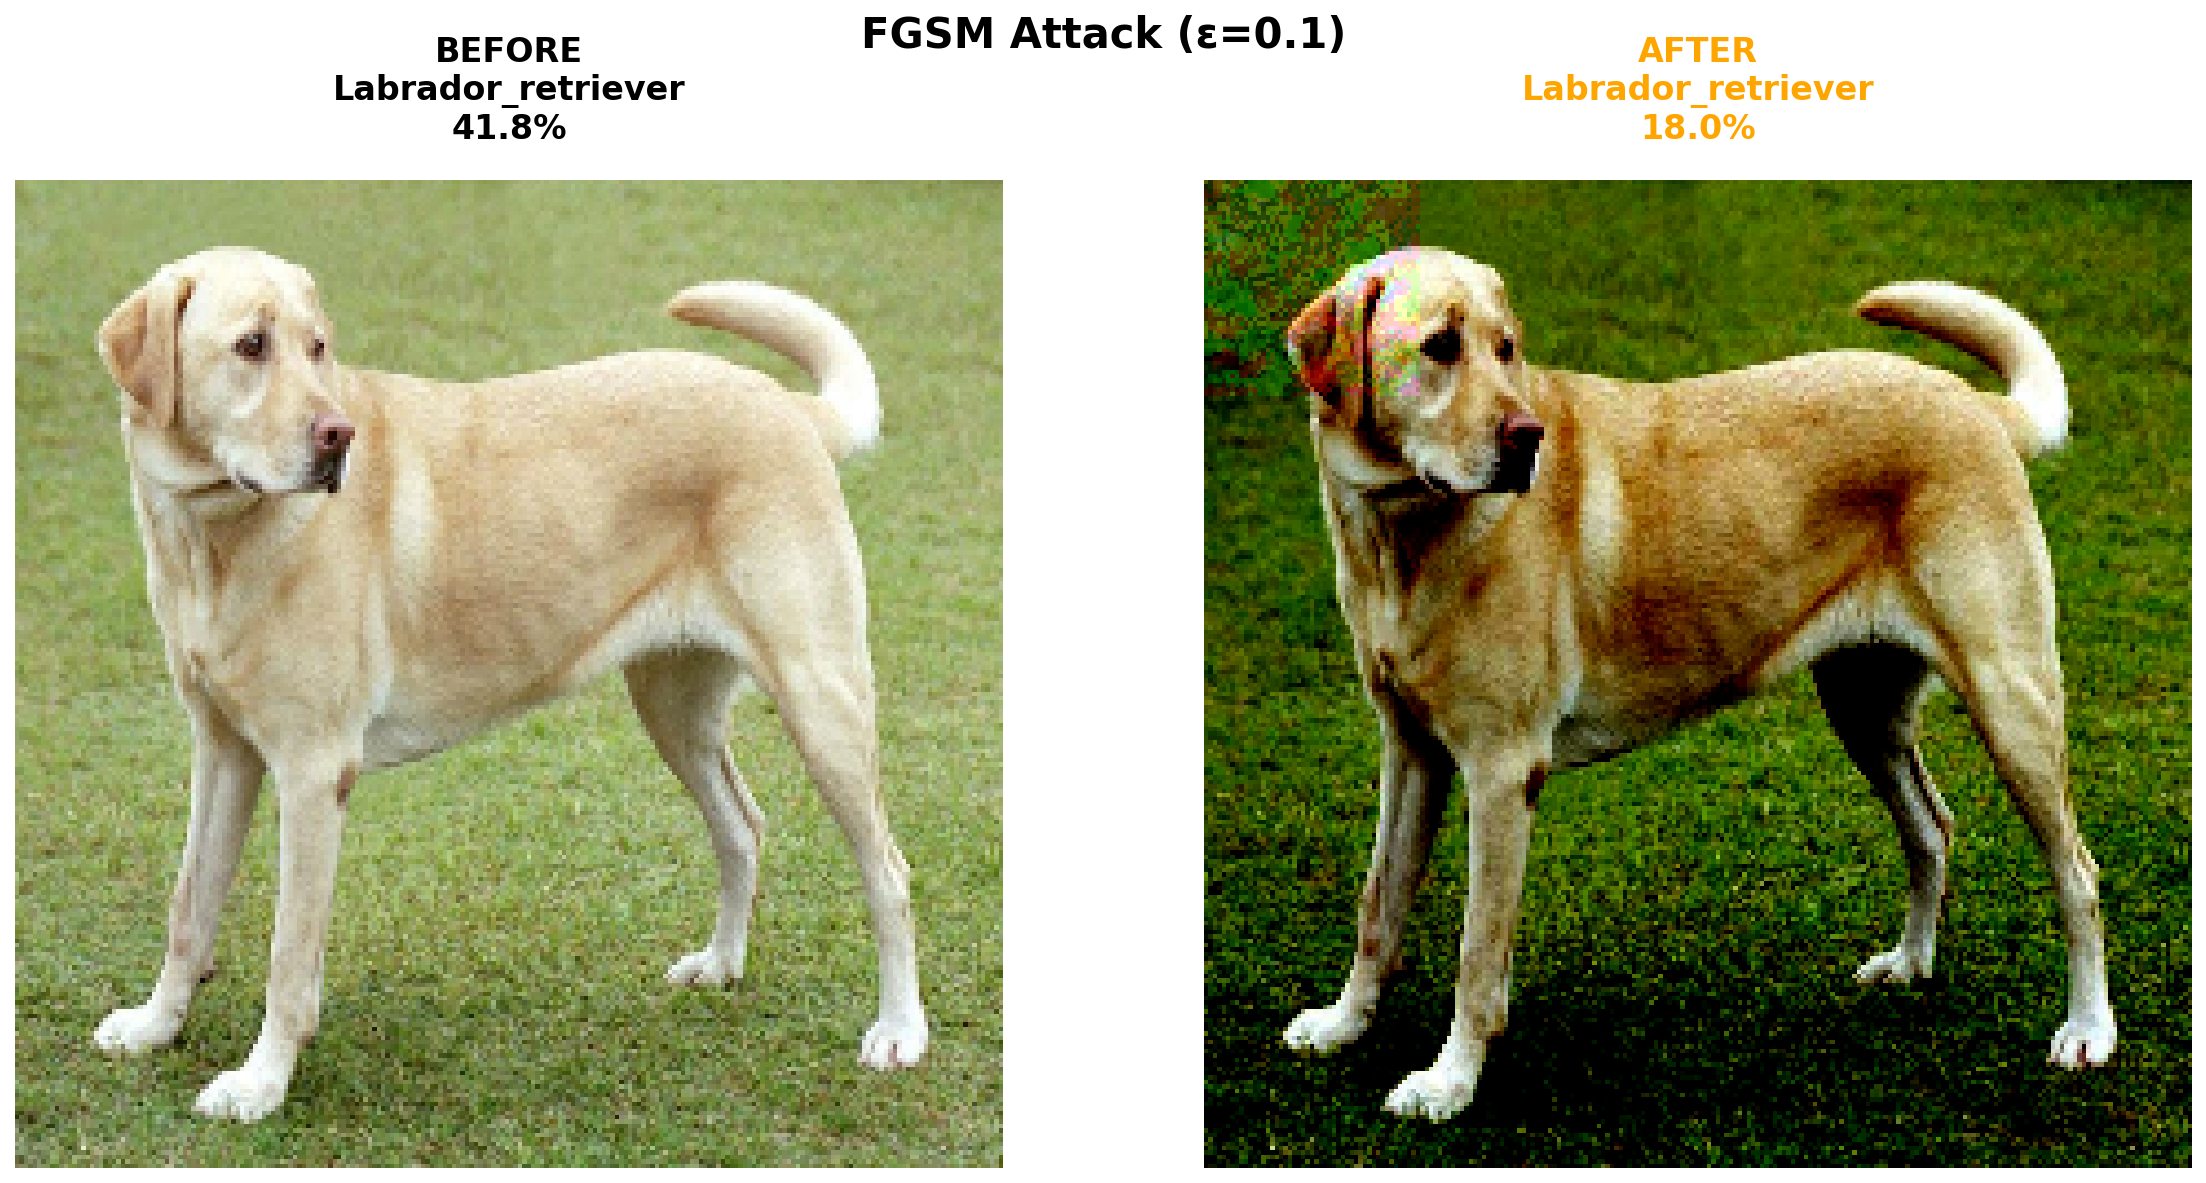 FGSM Attack (ε=0.1)
BEFORE
Labrador_retriever
41.8%
AFTER
Labrador_retriever
18.0%